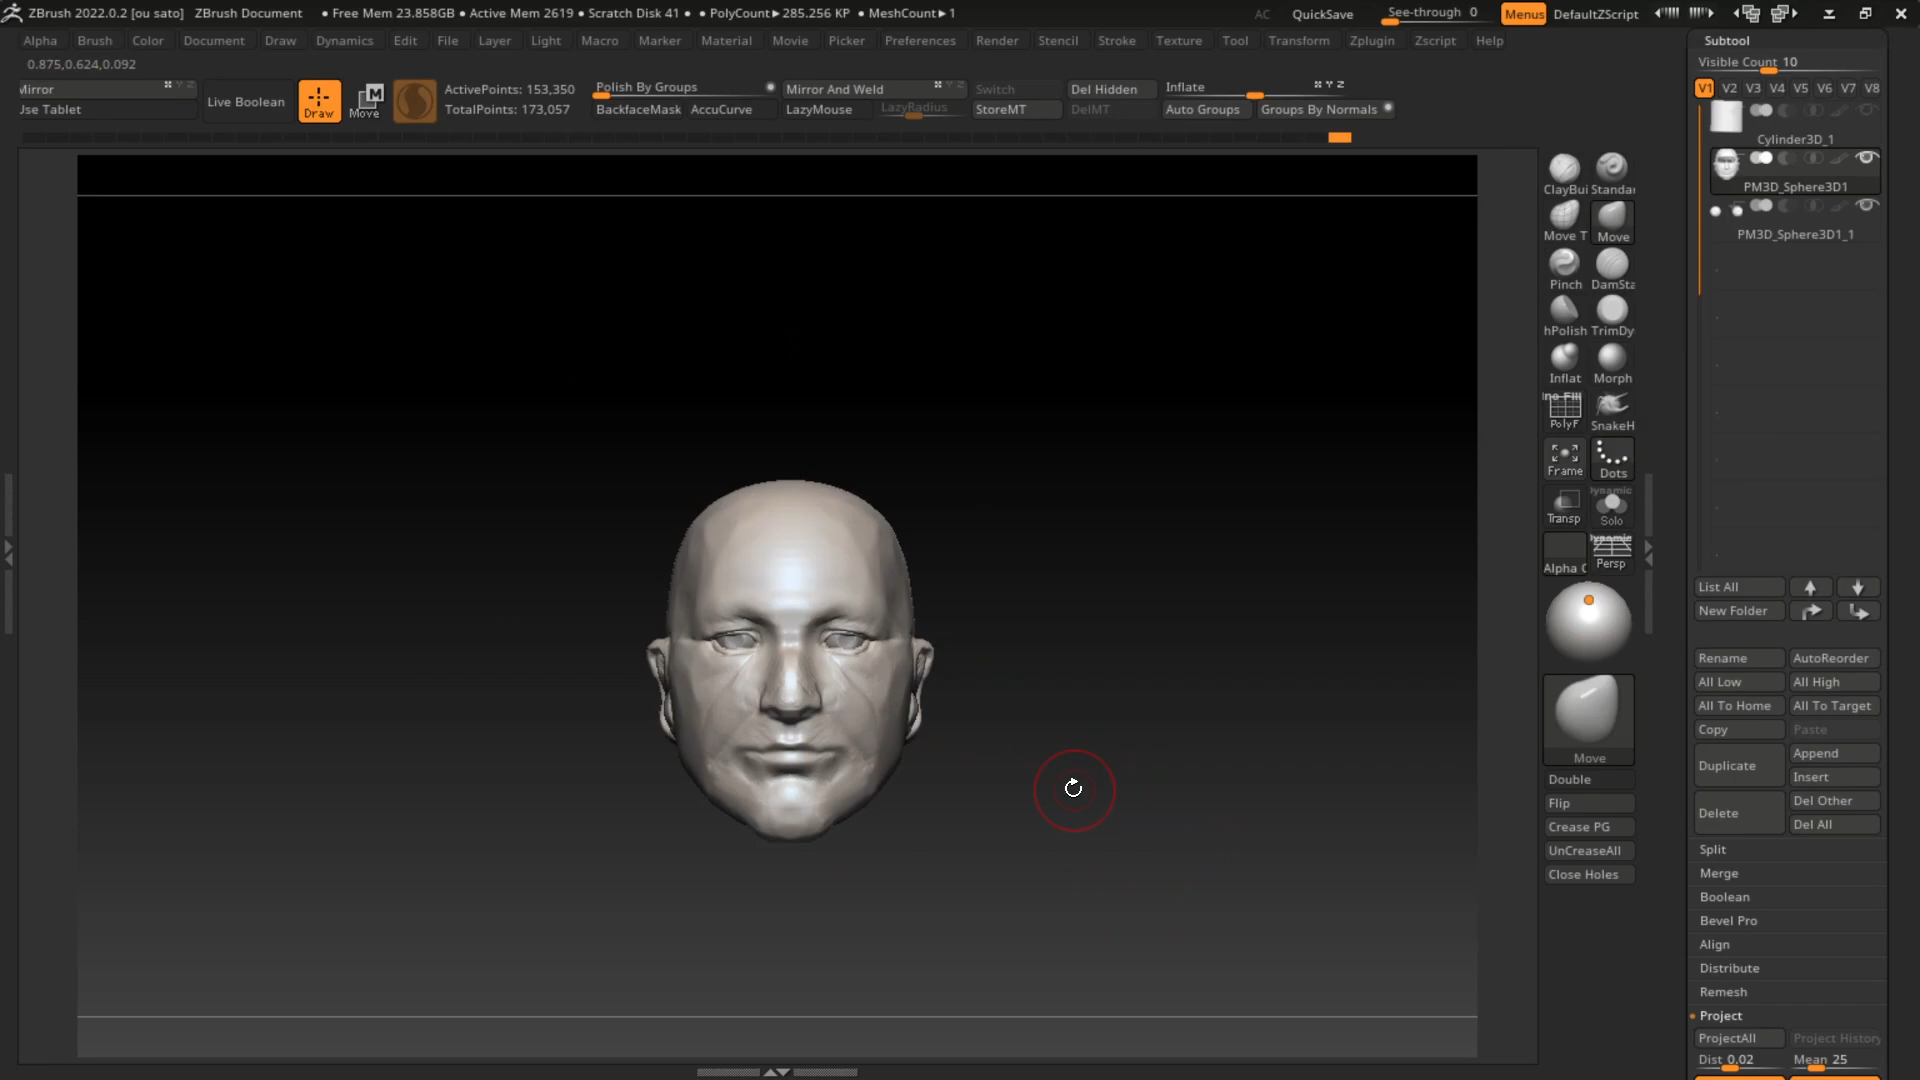 ZBrush 2022.0.2 [ou sato] ZBrush Document • Free Mem 23.858GB • Active Mem 2619 • Scratch Disk 41 • • PolyCount▸285.256 KP • MeshCount▸1 AC QuickSave See-through 0 Menus DefaultZScript
Alpha Brush Color Document Draw Dynamics Edit File Layer Light Macro Marker Material Movie Picker Preferences Render Stencil Stroke Texture Tool Transform Zplugin Zscript Help
0.875,0.624,0.092
Mirror
Use Tablet
Live Boolean
Draw
Move
ActivePoints: 153,350
TotalPoints: 173,057
Polish By Groups
BackfaceMask AccuCurve
Mirror And Weld
LazyMouse LazyRadius
Switch
StoreMT
Del Hidden
DelMT
Inflate
Auto Groups Groups By Normals
ClayBui Standa
Move T Move
Pinch DamSta
hPolish TrimDy
Inflat Morph
PolyF SnakeH
Frame Dots
Dynamic
Transp Solo
Dynamic
Alpha Persp
Move
Double
Flip
Crease PG
UnCreaseAll
Close Holes
Subtool
Visible Count 10
V1 V2 V3 V4 V5 V6 V7 V8
Cylinder3D_1
PM3D_Sphere3D1
PM3D_Sphere3D1_1
List All
New Folder
Rename AutoReorder
All Low All High
All To Home All To Target
Copy Paste
Duplicate Append
Insert
Delete Del Other
Del All
Split
Merge
Boolean
Bevel Pro
Align
Distribute
Remesh
Project
ProjectAll Project History
Dist 0.02 Mean 25